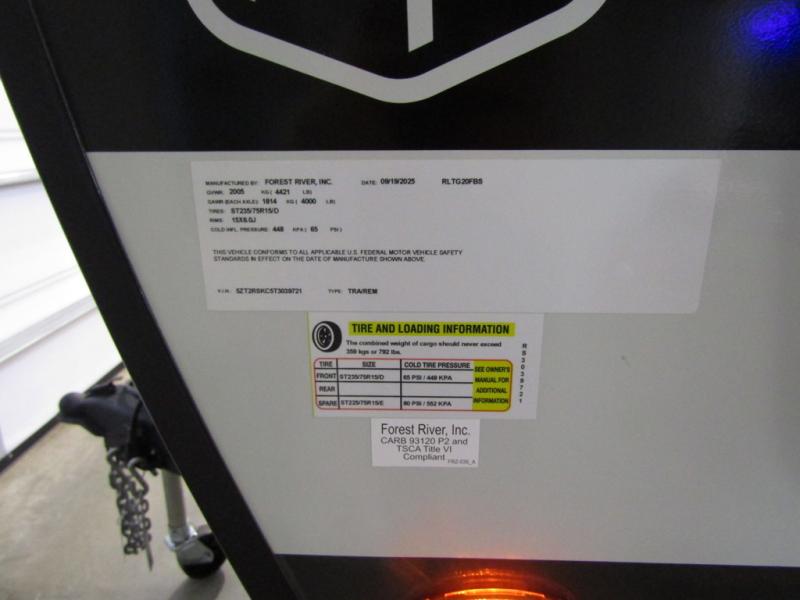 MANUFACTURED BY: FOREST RIVER, INC. DATE: 09/19/2025 RLTG20FBS
GVWR: 2005 KG ( 4421 LB)
GAWR (EACH AXLE): 1814 KG ( 4000 LB)
TIRES: ST235/75R15/D
RIMS: 15X6.0J
COLD INFL. PRESSURE: 448 KPA ( 65 PSI )
THIS VEHICLE CONFORMS TO ALL APPLICABLE U.S. FEDERAL MOTOR VEHICLE SAFETY
STANDARDS IN EFFECT ON THE DATE OF MANUFACTURE SHOWN ABOVE.
V.I.N.: 5ZT2RSKC5T3039721 TYPE: TRA/REM
TIRE AND LOADING INFORMATION
The combined weight of cargo should never exceed
359 kgs or 792 lbs.
TIRE SIZE COLD TIRE PRESSURE
FRONT ST235/75R15/D 65 PSI / 448 KPA
REAR
SPARE ST225/75R15/E 80 PSI / 552 KPA
SEE OWNER'S
MANUAL FOR
ADDITIONAL
INFORMATION
RS3039721
Forest River, Inc.
CARB 93120 P2 and
TSCA Title VI
Compliant